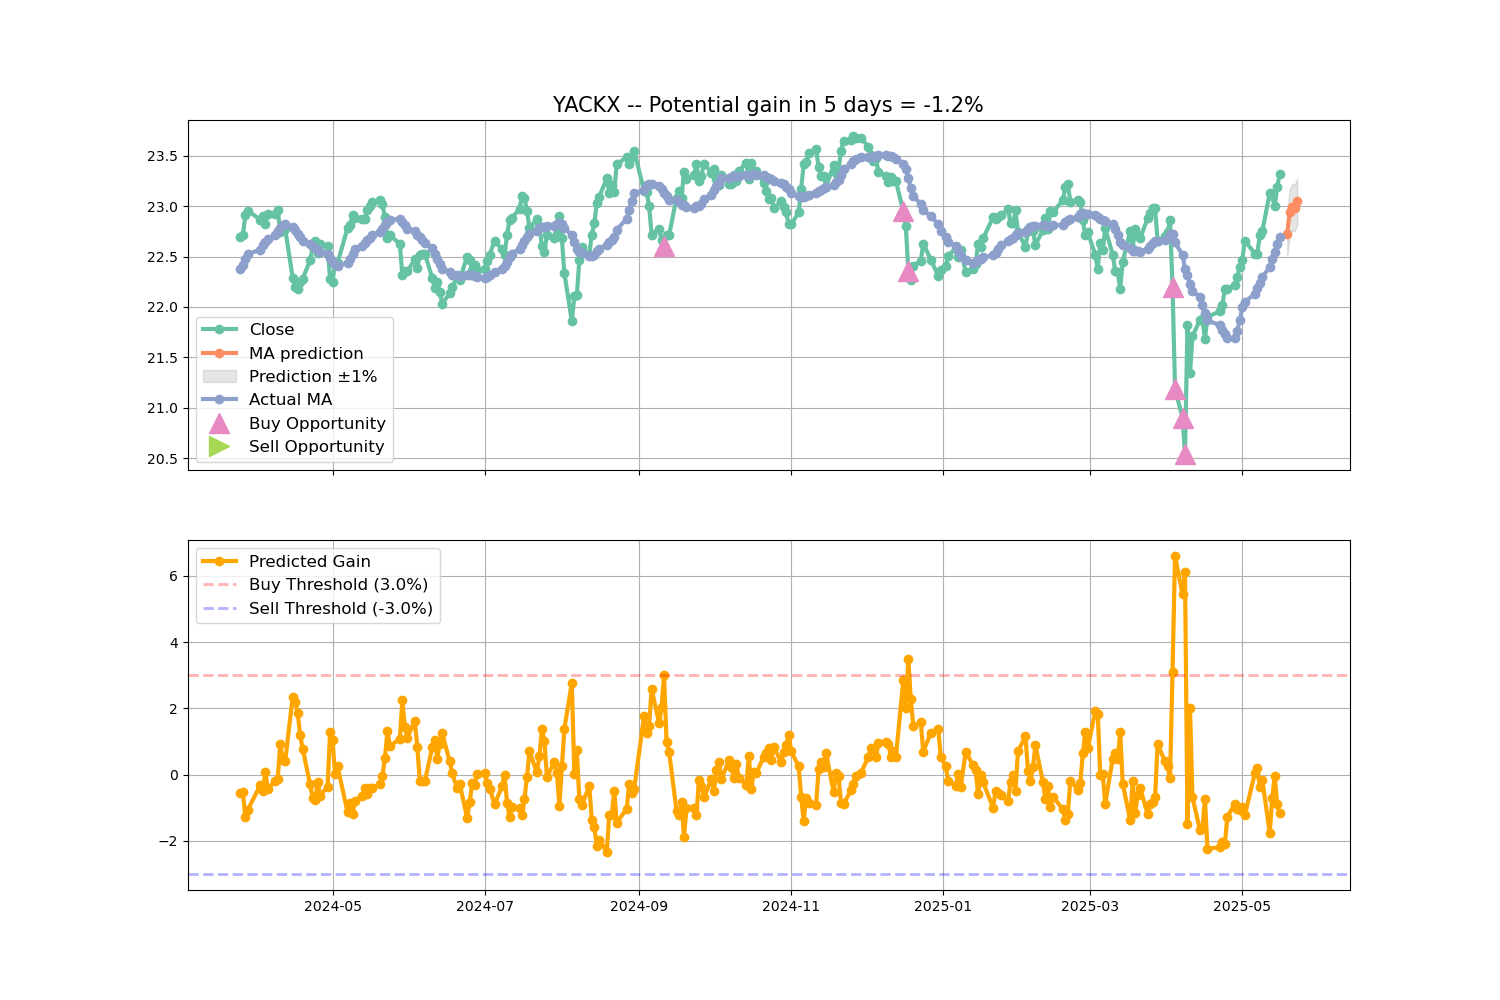 YACKX -- Potential gain in 5 days = -1.2%
23.5
23.0
22.5
22.0
21.5
21.0
20.5
Close
MA prediction
Prediction ±1%
Actual MA
Buy Opportunity
Sell Opportunity
6
4
2
0
−2
Predicted Gain
Buy Threshold (3.0%)
Sell Threshold (-3.0%)
2024-05
2024-07
2024-09
2024-11
2025-01
2025-03
2025-05